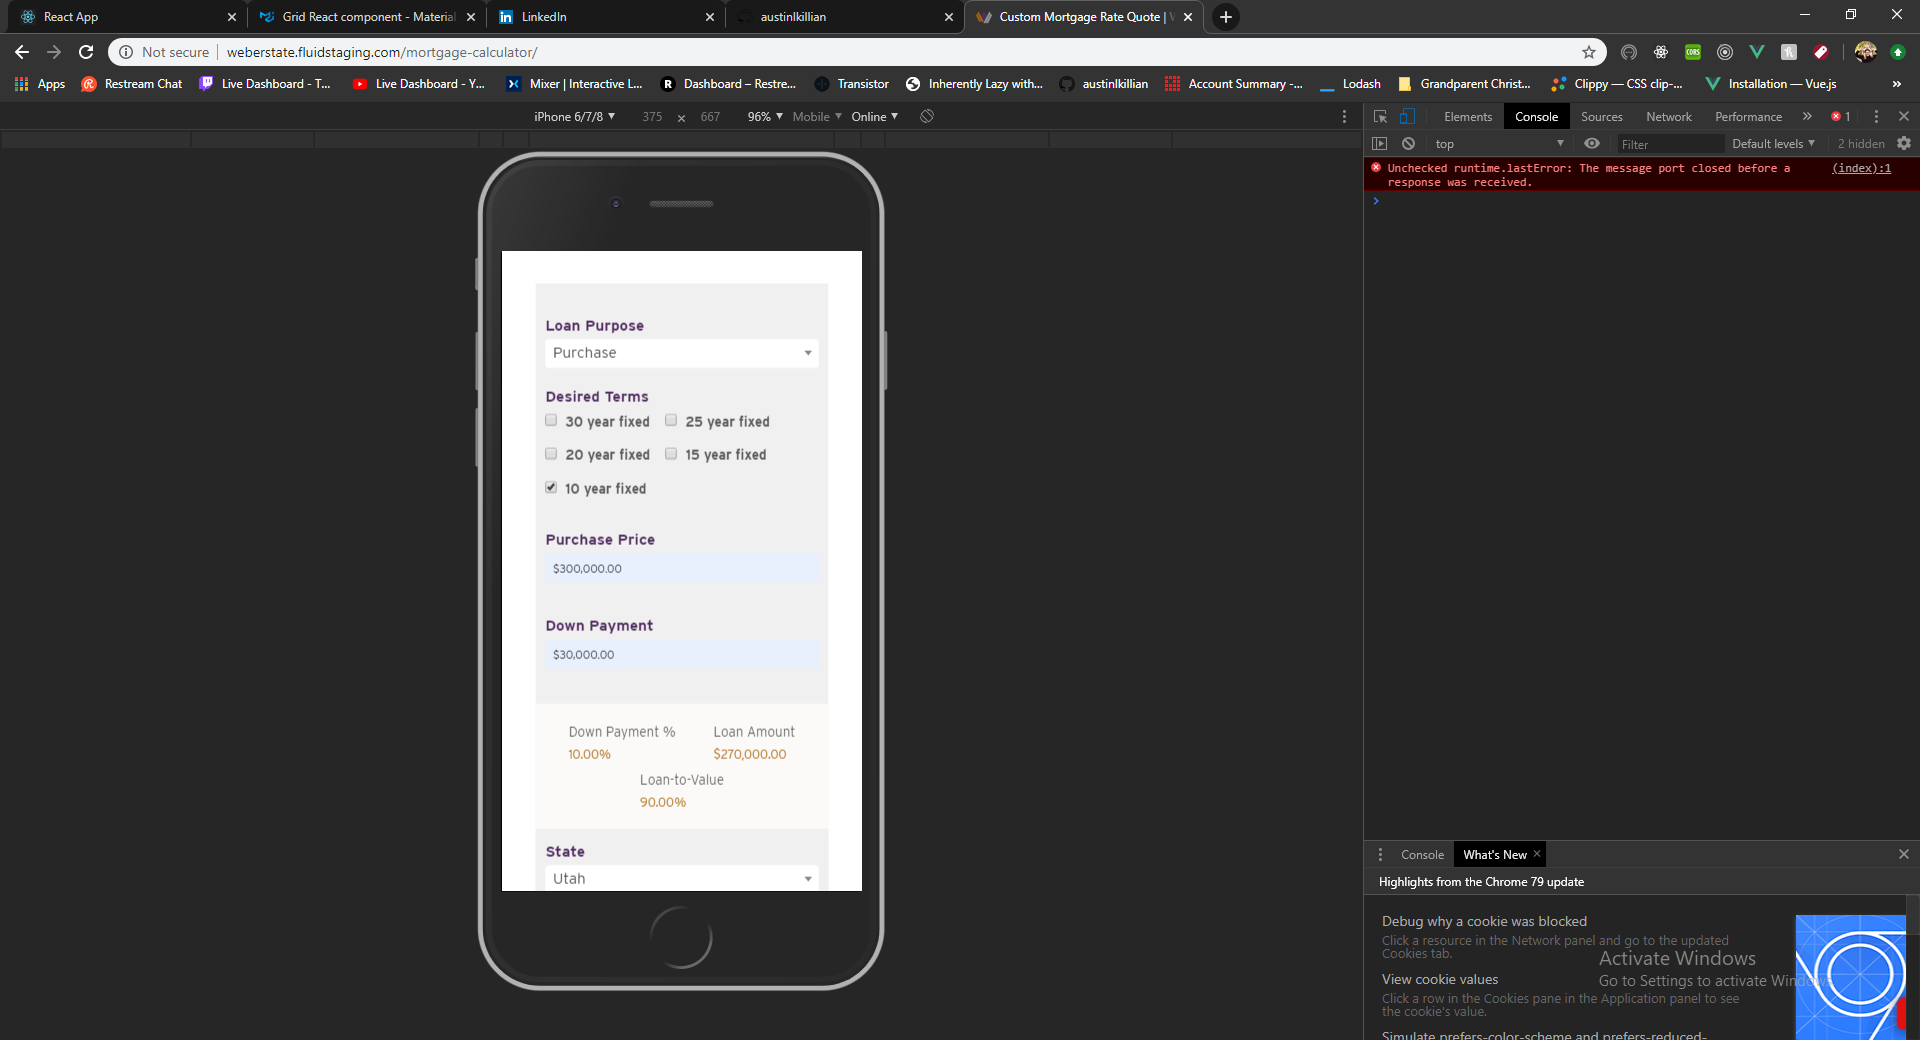 React App
Grid React component - Material
LinkedIn
austinlkillian
Custom Mortgage Rate Quote |
Not secure
weberstate.fluidstaging.com/mortgage-calculator/
Apps
Restream Chat
Live Dashboard - T...
Live Dashboard - Y...
Mixer | Interactive L...
Dashboard – Restre...
Transistor
Inherently Lazy with...
austinlkillian
Account Summary -...
Lodash
Grandparent Christ...
Clippy — CSS clip-...
Installation — Vue.js
»
iPhone 6/7/8 ▼ 375 × 667 96% ▼ Mobile ▼ Online ▼
Elements Console Sources Network Performance » 1
top Filter Default levels ▼ 2 hidden
Unchecked runtime.lastError: The message port closed before a (index):1
response was received.
Loan Purpose
Purchase
Desired Terms
30 year fixed 25 year fixed
20 year fixed 15 year fixed
10 year fixed
Purchase Price
$300,000.00
Down Payment
$30,000.00
Down Payment % Loan Amount
10.00% $270,000.00
Loan-to-Value
90.00%
State
Utah
Console What's New
Highlights from the Chrome 79 update
Debug why a cookie was blocked
Click a resource in the Network panel and go to the updated
Cookies tab.
View cookie values
Click a row in the Cookies pane in the Application panel to see
the cookie's value.
Simulate prefers-color-scheme and prefers-reduced-
Activate Windows
Go to Settings to activate Windows.